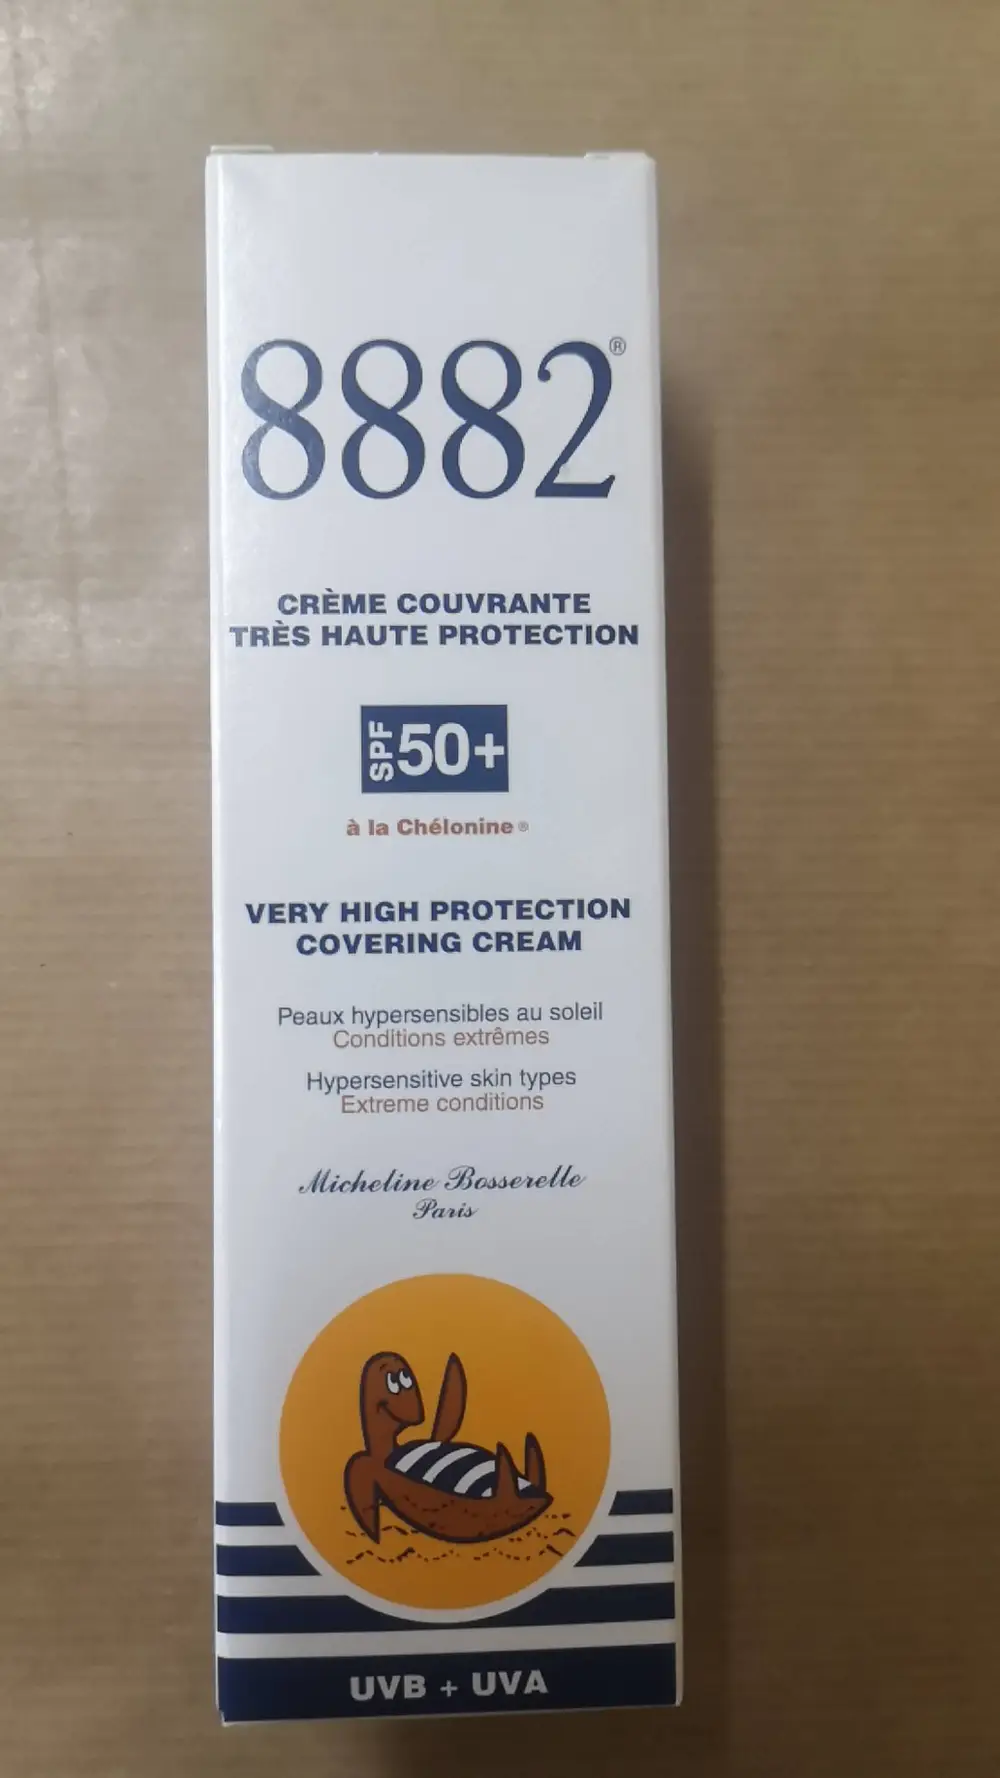 8882®
CRÈME COUVRANTE
TRÈS HAUTE PROTECTION
SPF 50+
à la Chélonine®
VERY HIGH PROTECTION
COVERING CREAM
Peaux hypersensibles au soleil
Conditions extrêmes
Hypersensitive skin types
Extreme conditions
Micheline Bosserelle
Paris
UVB + UVA